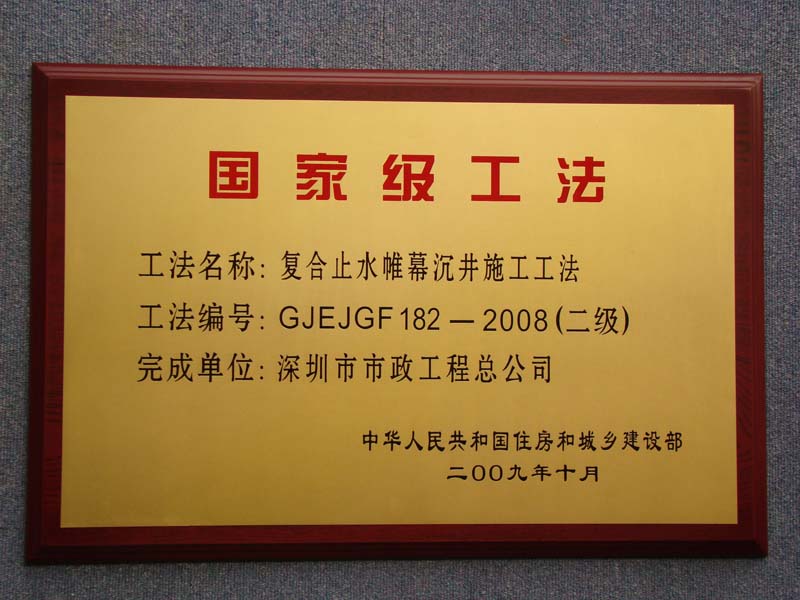 国家级工法
工法名称：复合止水帷幕沉井施工工法
工法编号：GJEJGF 182 — 2008（二级）
完成单位：深圳市市政工程总公司
中华人民共和国住房和城乡建设部
二OO九年十月